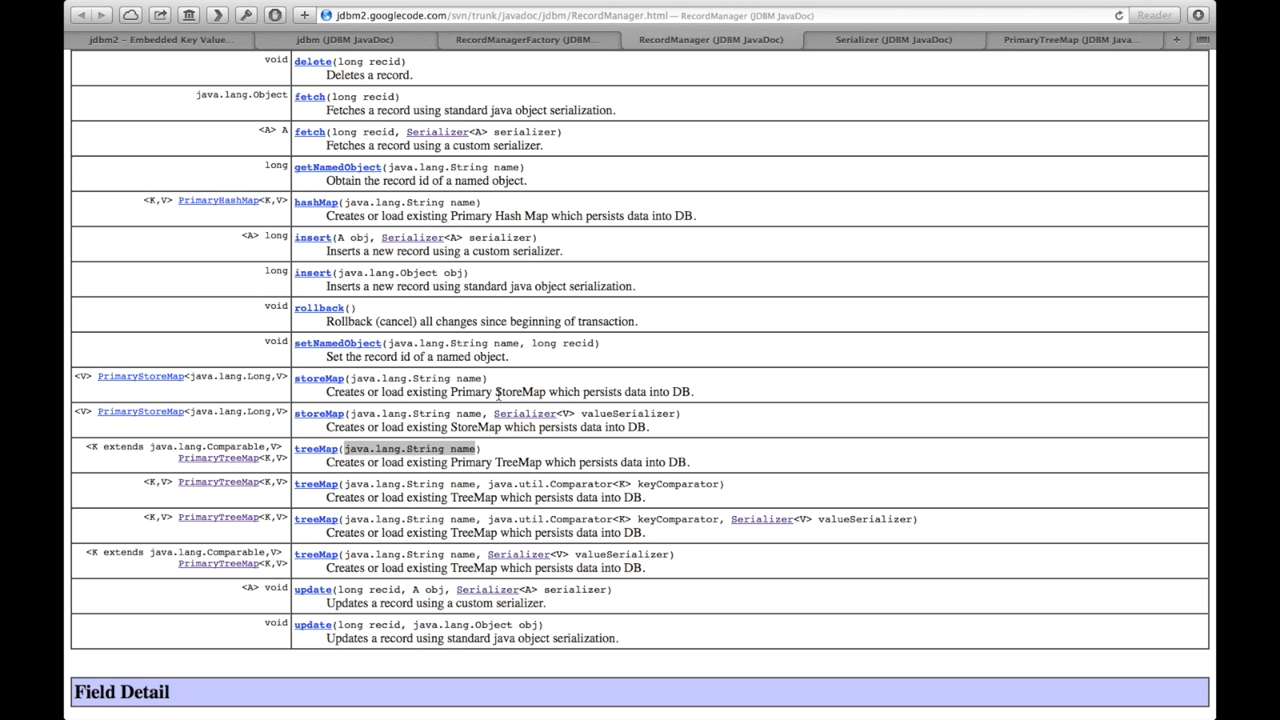 jdbm2.googlecode.com/svn/trunk/javadoc/jdbm/RecordManager.html — RecordManager (JDBM JavaDoc)
Reader
jdbm2 – Embedded Key Value...
jdbm (JDBM JavaDoc)
RecordManagerFactory (JDBM...
RecordManager (JDBM JavaDoc)
Serializer (JDBM JavaDoc)
PrimaryTreeMap (JDBM Java...
void delete(long recid)
Deletes a record.
java.lang.Object fetch(long recid)
Fetches a record using standard java object serialization.
<A> A fetch(long recid, Serializer<A> serializer)
Fetches a record using a custom serializer.
long getNamedObject(java.lang.String name)
Obtain the record id of a named object.
<K,V> PrimaryHashMap<K,V> hashMap(java.lang.String name)
Creates or load existing Primary Hash Map which persists data into DB.
<A> long insert(A obj, Serializer<A> serializer)
Inserts a new record using a custom serializer.
long insert(java.lang.Object obj)
Inserts a new record using standard java object serialization.
void rollback()
Rollback (cancel) all changes since beginning of transaction.
void setNamedObject(java.lang.String name, long recid)
Set the record id of a named object.
<V> PrimaryStoreMap<java.lang.Long,V> storeMap(java.lang.String name)
Creates or load existing Primary StoreMap which persists data into DB.
<V> PrimaryStoreMap<java.lang.Long,V> storeMap(java.lang.String name, Serializer<V> valueSerializer)
Creates or load existing StoreMap which persists data into DB.
<K extends java.lang.Comparable,V> treeMap(java.lang.String name)
PrimaryTreeMap<K,V> Creates or load existing Primary TreeMap which persists data into DB.
<K,V> PrimaryTreeMap<K,V> treeMap(java.lang.String name, java.util.Comparator<K> keyComparator)
Creates or load existing TreeMap which persists data into DB.
<K,V> PrimaryTreeMap<K,V> treeMap(java.lang.String name, java.util.Comparator<K> keyComparator, Serializer<V> valueSerializer)
Creates or load existing TreeMap which persists data into DB.
<K extends java.lang.Comparable,V> treeMap(java.lang.String name, Serializer<V> valueSerializer)
PrimaryTreeMap<K,V> Creates or load existing TreeMap which persists data into DB.
<A> void update(long recid, A obj, Serializer<A> serializer)
Updates a record using a custom serializer.
void update(long recid, java.lang.Object obj)
Updates a record using standard java object serialization.
Field Detail